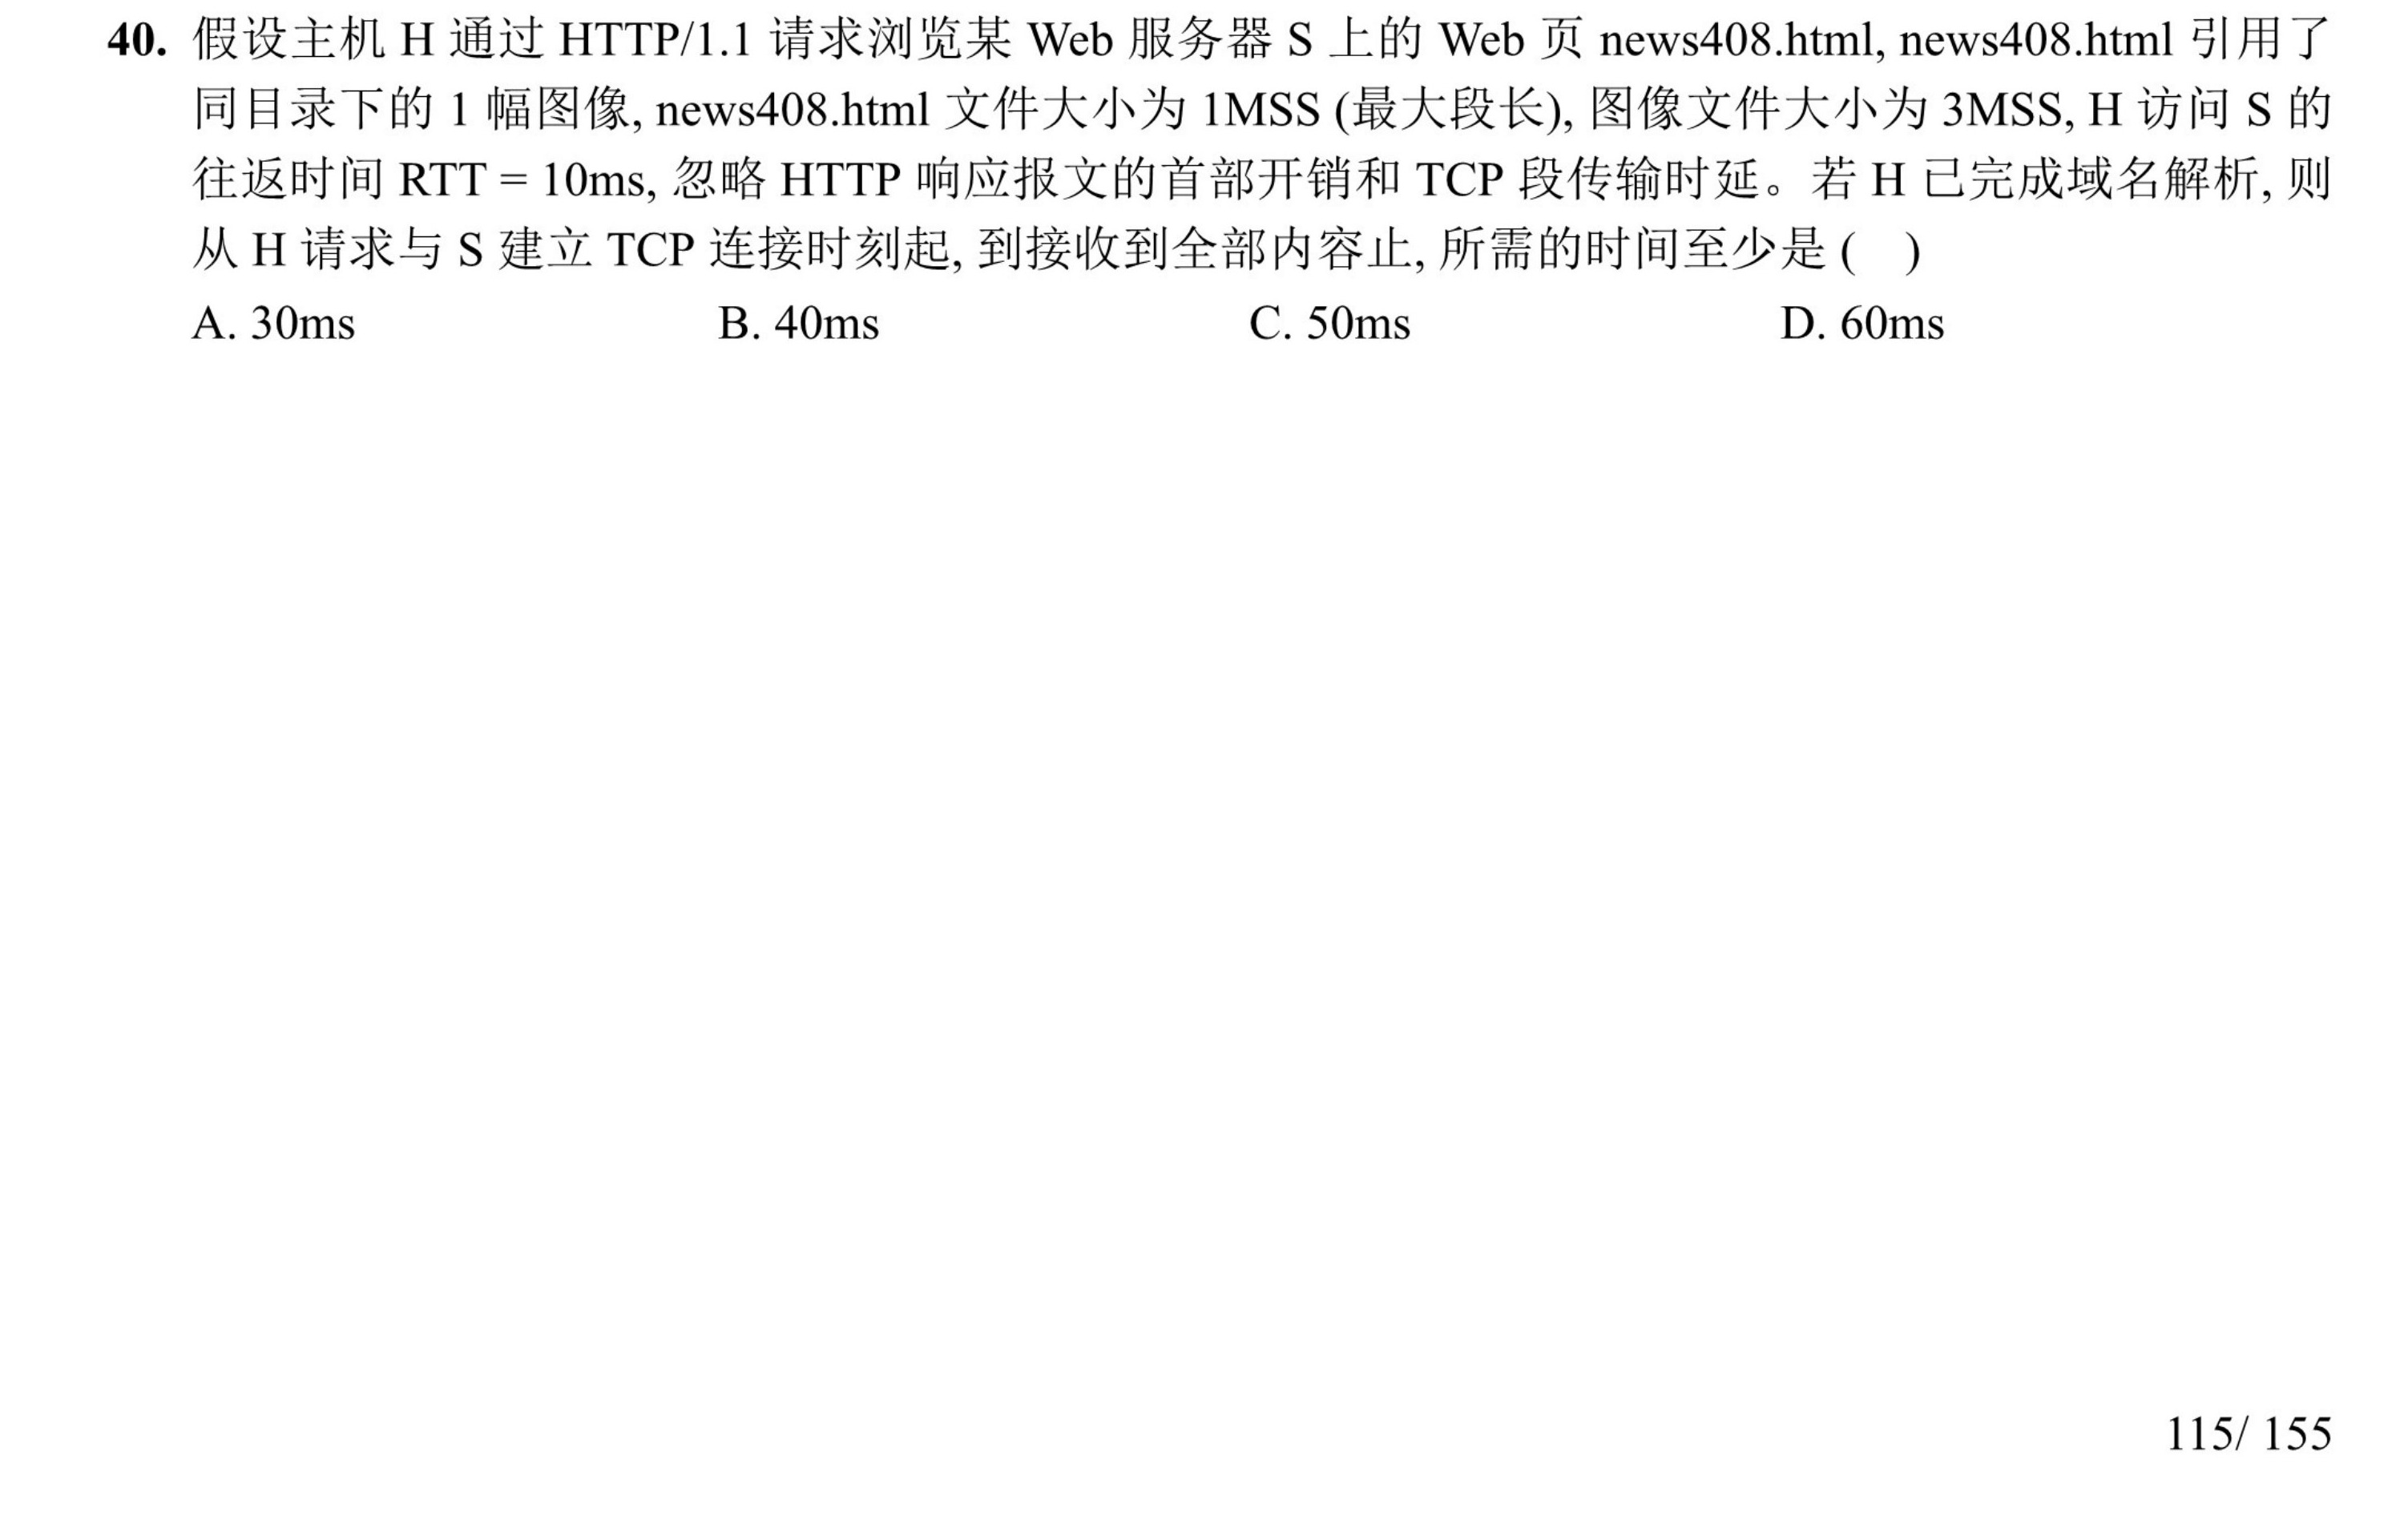 40. 假设主机 H 通过 HTTP/1.1 请求浏览某 Web 服务器 S 上的 Web 页 news408.html, news408.html 引用了
同目录下的 1 幅图像, news408.html 文件大小为 1MSS (最大段长), 图像文件大小为 3MSS, H 访问 S 的
往返时间 RTT = 10ms, 忽略 HTTP 响应报文的首部开销和 TCP 段传输时延。若 H 已完成域名解析, 则
从 H 请求与 S 建立 TCP 连接时刻起, 到接收到全部内容止, 所需的时间至少是 ( )
A. 30ms B. 40ms C. 50ms D. 60ms
115/ 155